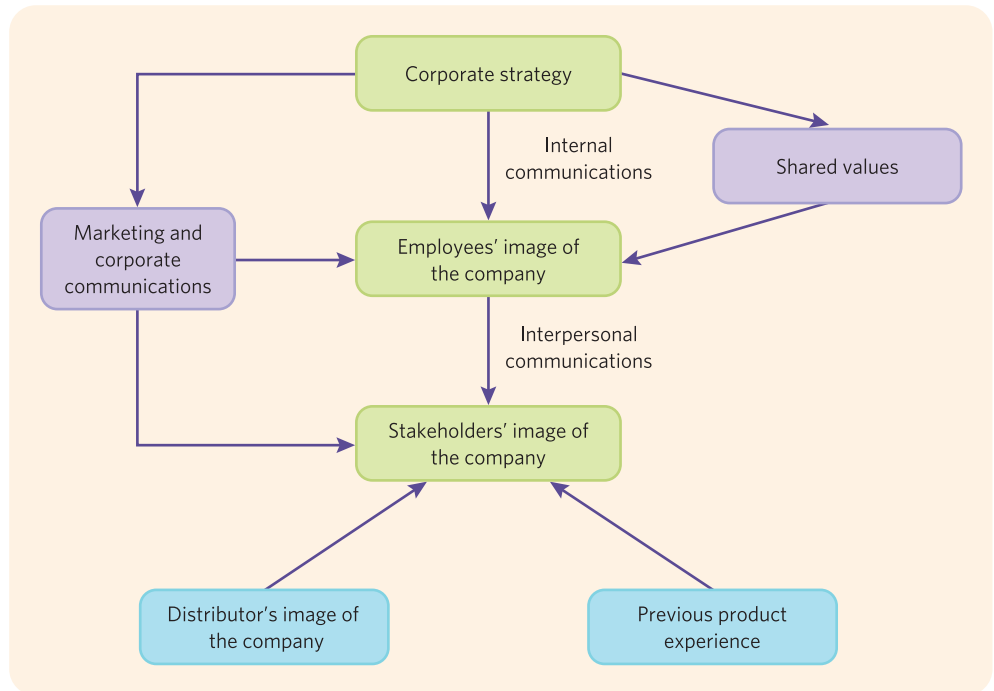 Corporate strategy
Internal
communications
Shared values
Marketing and
corporate
communications
Employees’ image of
the company
Interpersonal
communications
Stakeholders’ image of
the company
Distributor’s image of
the company
Previous product
experience